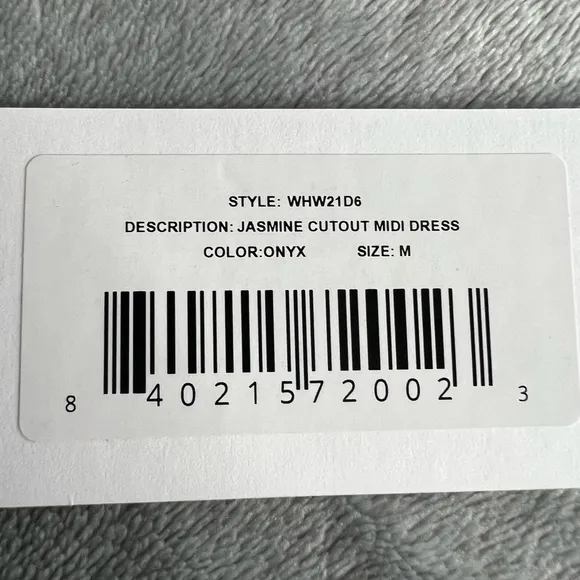 STYLE: WHW21D6
DESCRIPTION: JASMINE CUTOUT MIDI DRESS
COLOR:ONYX SIZE: M
8 40215 72002 3